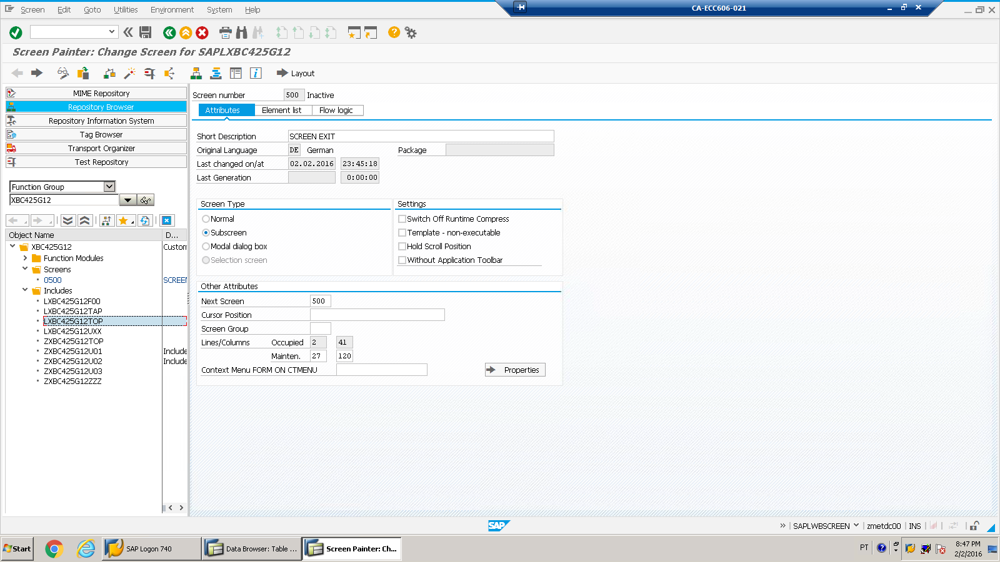 Screen Edit Goto Utilities Environment System Help
CA-ECC606-021
Screen Painter: Change Screen for SAPLXBC425G12
Layout
MIME Repository
Repository Browser
Repository Information System
Tag Browser
Transport Organizer
Test Repository
Function Group
XBC425G12
Object Name D...
XBC425G12 Custom
Function Modules
Screens
0500 SCREEN
Includes
LXBC425G12F00
LXBC425G12TAP
LXBC425G12TOP
LXBC425G12UXX
ZXBC425G12TOP
ZXBC425G12U01 Include
ZXBC425G12U02 Include
ZXBC425G12U03
ZXBC425G12ZZZ
Screen number 500 Inactive
Attributes Element list Flow logic
Short Description SCREEN EXIT
Original Language DE German Package
Last changed on/at 02.02.2016 23:45:18
Last Generation 0:00:00
Screen Type
Normal
Subscreen
Modal dialog box
Selection screen
Settings
Switch Off Runtime Compress
Template - non-executable
Hold Scroll Position
Without Application Toolbar
Other Attributes
Next Screen 500
Cursor Position
Screen Group
Lines/Columns Occupied 2 41
Mainten. 27 120
Context Menu FORM ON CTMENU
Properties
SAP
SAPLWBSCREEN zmetdc00 INS
Start
SAP Logon 740
Data Browser: Table ...
Screen Painter: Ch...
PT
8:47 PM
2/2/2016